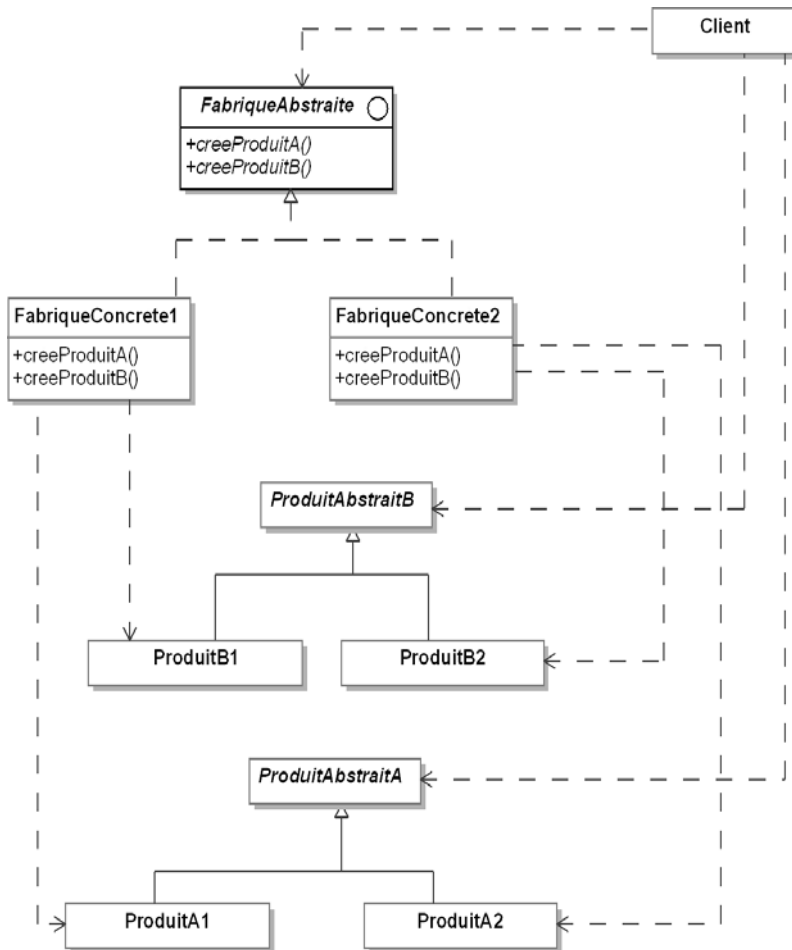 Client
FabriqueAbstraite
+creeProduitA()
+creeProduitB()
FabriqueConcrete1
+creeProduitA()
+creeProduitB()
FabriqueConcrete2
+creeProduitA()
+creeProduitB()
ProduitAbstraitB
ProduitB1
ProduitB2
ProduitAbstraitA
ProduitA1
ProduitA2